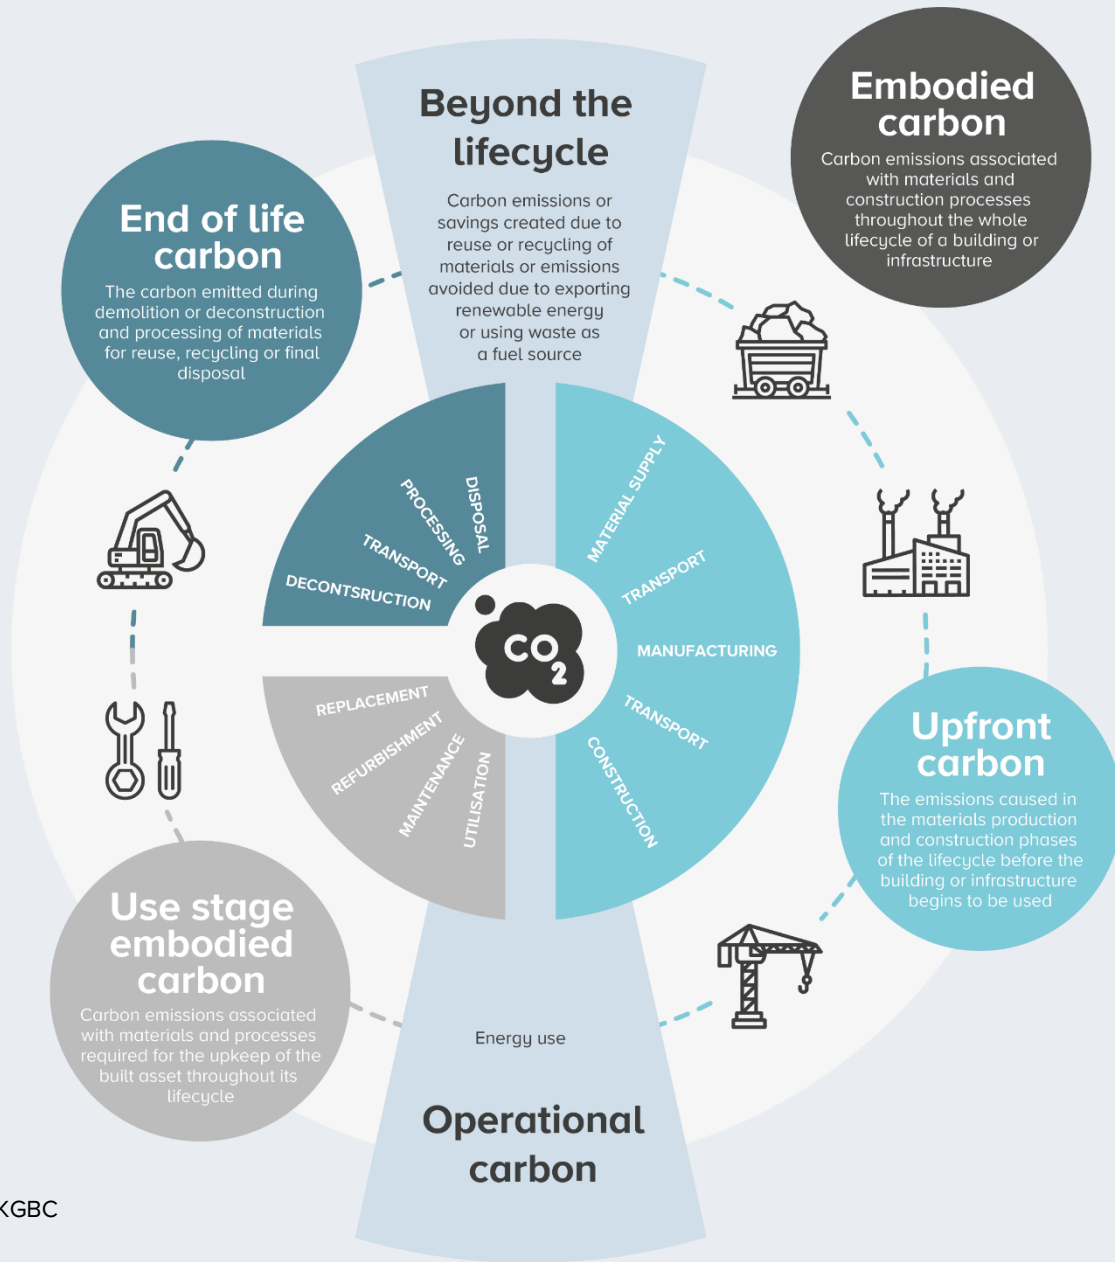 Beyond the
lifecycle
Carbon emissions or
savings created due to
reuse or recycling of
materials or emissions
avoided due to exporting
renewable energy
or using waste as
a fuel source
Embodied
carbon
Carbon emissions associated
with materials and
construction processes
throughout the whole
lifecycle of a building or
infrastructure
End of life
carbon
The carbon emitted during
demolition or deconstruction
and processing of materials
for reuse, recycling or final
disposal
DISPOSAL
PROCESSING
TRANSPORT
DECONTSRUCTION
MATERIAL SUPPLY
TRANSPORT
MANUFACTURING
TRANSPORT
CONSTRUCTION
CO2
REPLACEMENT
REFURBISHMENT
MAINTENANCE
UTILISATION
Upfront
carbon
The emissions caused in
the materials production
and construction phases
of the lifecycle before the
building or infrastructure
begins to be used
Use stage
embodied
carbon
Carbon emissions associated
with materials and processes
required for the upkeep of the
built asset throughout its
lifecycle
Energy use
Operational
carbon
KGBC